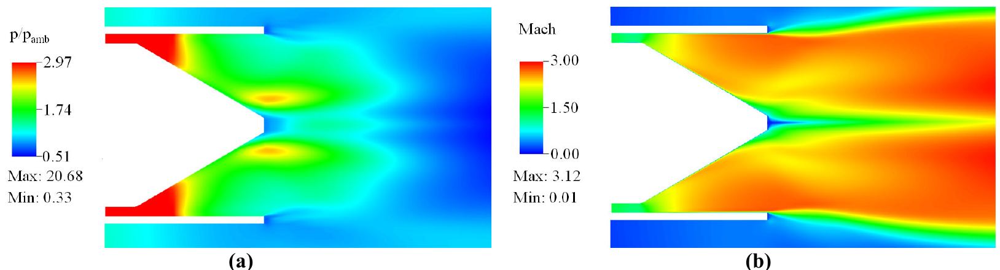 p/pamb
2.97
1.74
0.51
Max: 20.68
Min: 0.33
(a)
Mach
3.00
1.50
0.00
Max: 3.12
Min: 0.01
(b)